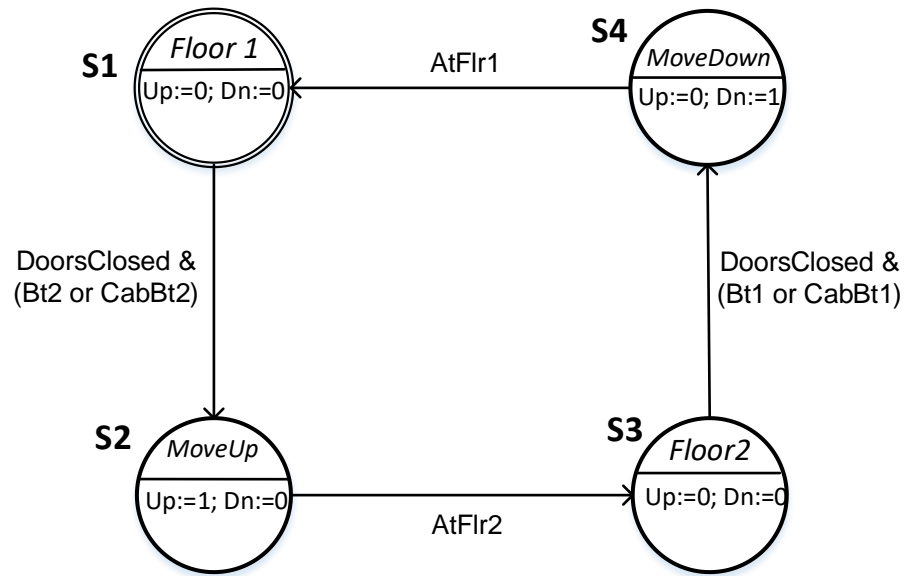 S1
Floor 1
Up:=0; Dn:=0
AtFlr1
S4
MoveDown
Up:=0; Dn:=1
DoorsClosed &
(Bt2 or CabBt2)
DoorsClosed &
(Bt1 or CabBt1)
S2
MoveUp
Up:=1; Dn:=0
AtFlr2
S3
Floor2
Up:=0; Dn:=0